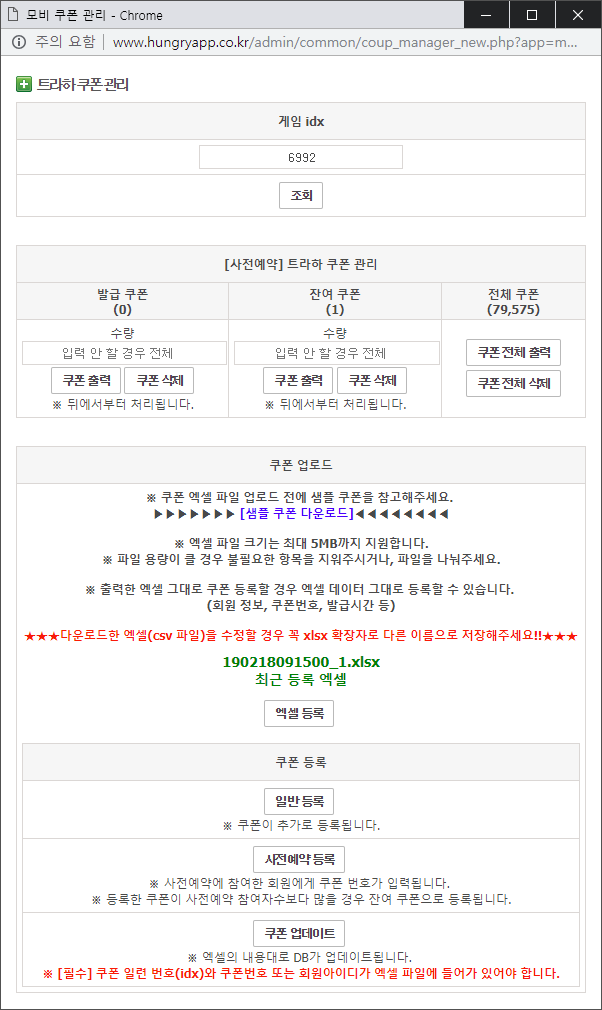 모비 쿠폰 관리 - Chrome
주의 요함 | www.hungryapp.co.kr/admin/common/coup_manager_new.php?app=m...
트라하 쿠폰 관리
게임 idx
6992
조회
[사전예약] 트라하 쿠폰 관리
발급 쿠폰 잔여 쿠폰 전체 쿠폰
(0) (1) (79,575)
수량 수량
입력 안 할 경우 전체 입력 안 할 경우 전체 쿠폰 전체 출력
쿠폰 출력 쿠폰 삭제 쿠폰 출력 쿠폰 삭제 쿠폰 전체 삭제
※ 뒤에서부터 처리됩니다. ※ 뒤에서부터 처리됩니다.
쿠폰 업로드
※ 쿠폰 엑셀 파일 업로드 전에 샘플 쿠폰을 참고해주세요.
▶▶▶▶▶▶▶ [샘플 쿠폰 다운로드]◀◀◀◀◀◀◀◀
※ 엑셀 파일 크기는 최대 5MB까지 지원합니다.
※ 파일 용량이 클 경우 불필요한 항목을 지워주시거나, 파일을 나눠주세요.
※ 출력한 엑셀 그대로 쿠폰 등록할 경우 엑셀 데이터 그대로 등록할 수 있습니다.
(회원 정보, 쿠폰번호, 발급시간 등)
★★★다운로드한 엑셀(csv 파일)을 수정할 경우 꼭 xlsx 확장자로 다른 이름으로 저장해주세요!!★★★
190218091500_1.xlsx
최근 등록 엑셀
엑셀 등록
쿠폰 등록
일반 등록
※ 쿠폰이 추가로 등록됩니다.
사전예약 등록
※ 사전예약에 참여한 회원에게 쿠폰 번호가 입력됩니다.
※ 등록한 쿠폰이 사전예약 참여자수보다 많을 경우 잔여 쿠폰으로 등록됩니다.
쿠폰 업데이트
※ 엑셀의 내용대로 DB가 업데이트됩니다.
※ [필수] 쿠폰 일련 번호(idx)와 쿠폰번호 또는 회원아이디가 엑셀 파일에 들어가 있어야 합니다.